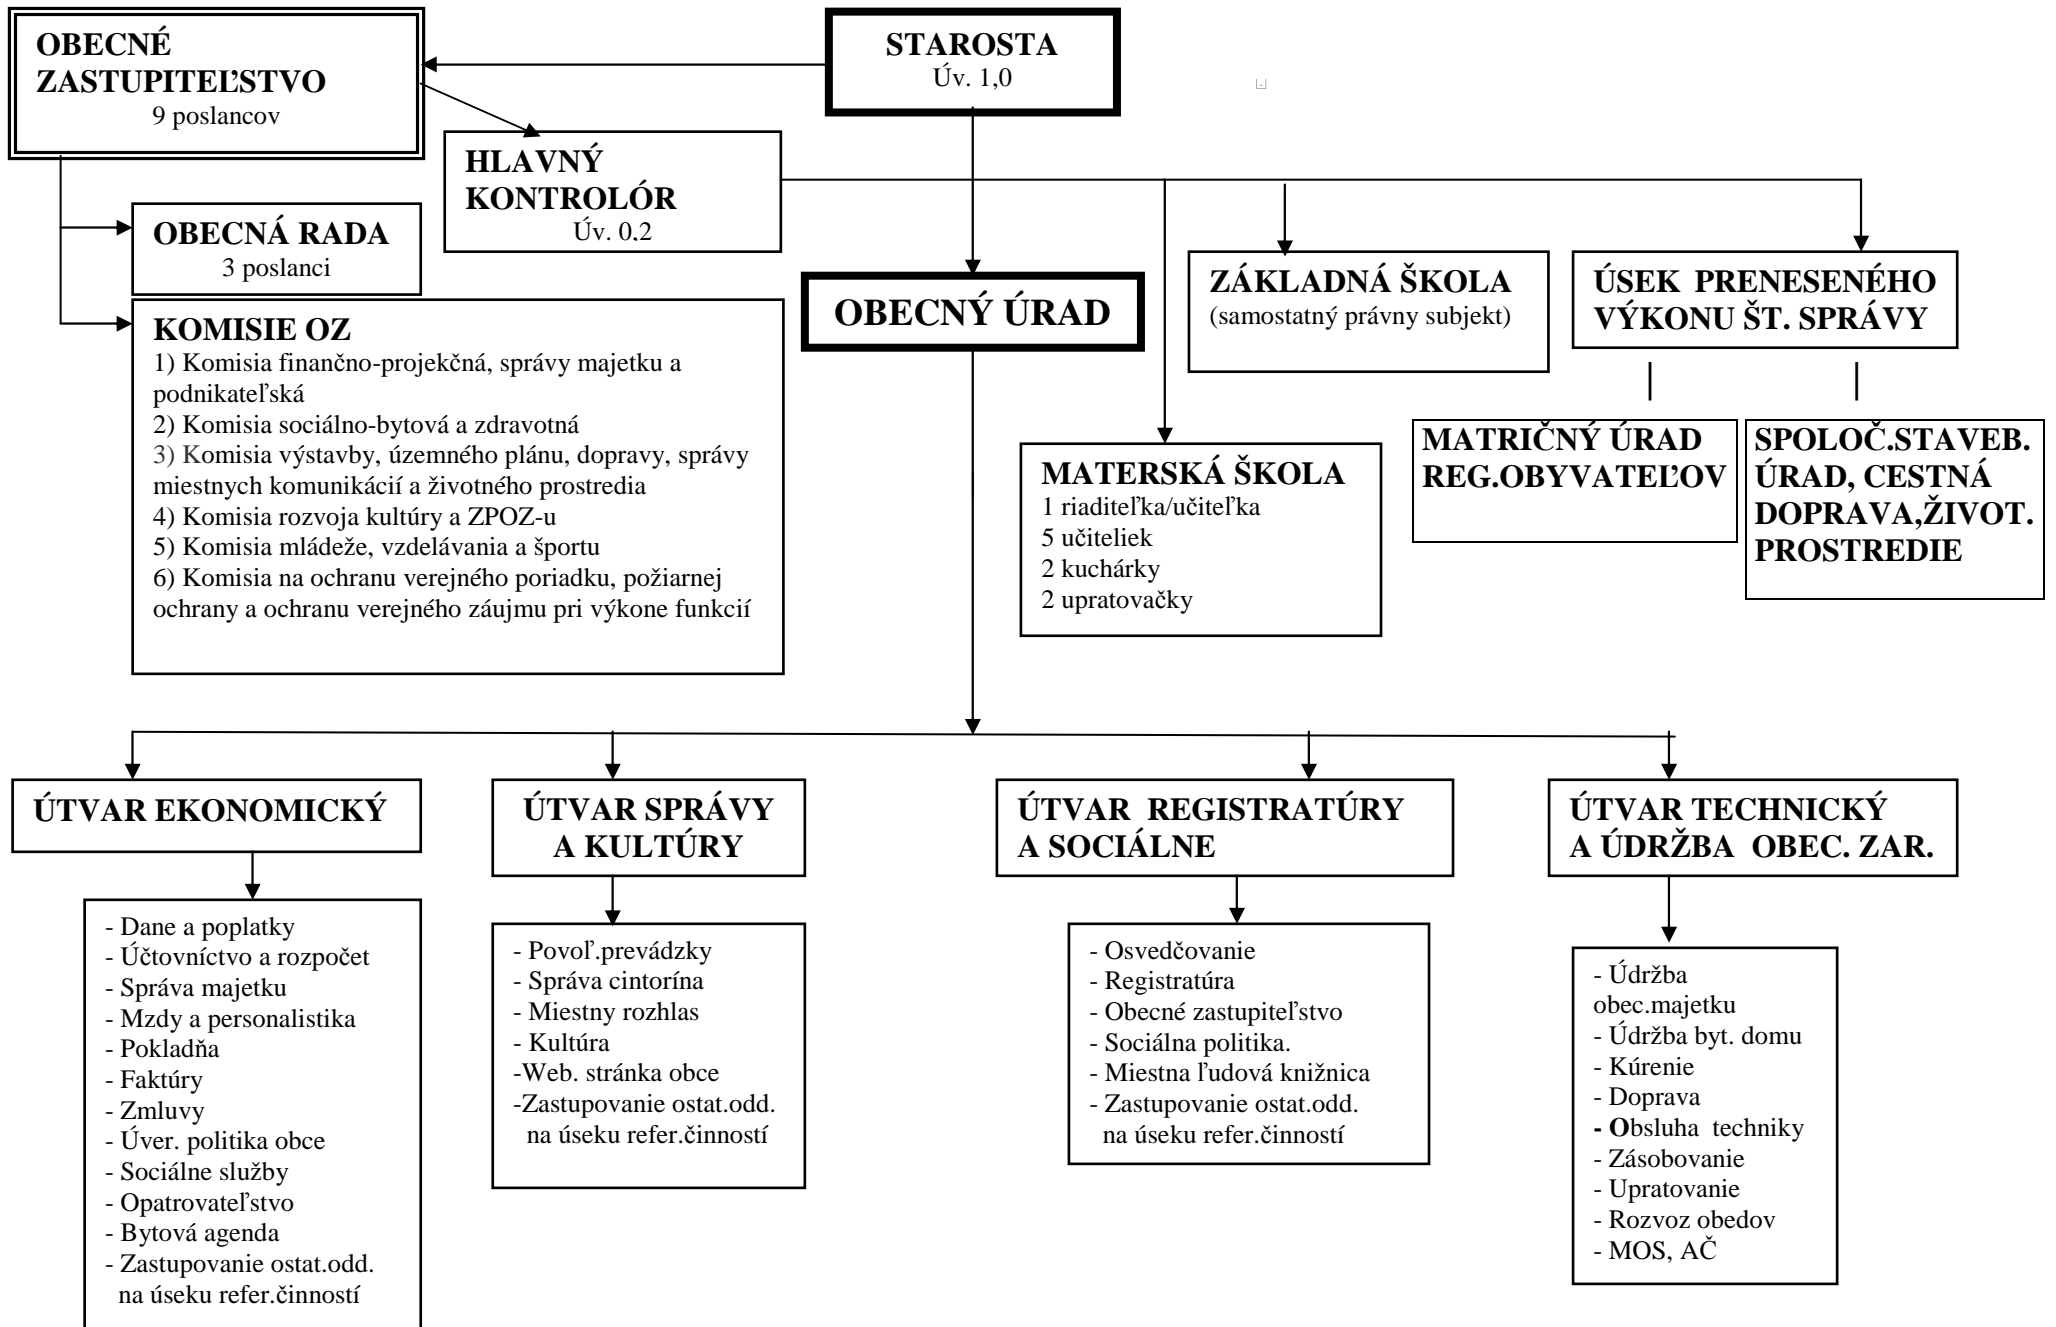 OBECNÉ
ZASTUPITEĽSTVO
9 poslancov
STAROSTA
Úv. 1,0
HLAVNÝ
KONTROLÓR
Úv. 0,2
OBECNÁ RADA
3 poslanci
KOMISIE OZ
1) Komisia finančno-projekčná, správy majetku a
podnikateľská
2) Komisia sociálno-bytová a zdravotná
3) Komisia výstavby, územného plánu, dopravy, správy
miestnych komunikácií a životného prostredia
4) Komisia rozvoja kultúry a ZPOZ-u
5) Komisia mládeže, vzdelávania a športu
6) Komisia na ochranu verejného poriadku, požiarnej
ochrany a ochranu verejného záujmu pri výkone funkcií
OBECNÝ ÚRAD
ZÁKLADNÁ ŠKOLA
(samostatný právny subjekt)
ÚSEK PRENESENÉHO
VÝKONU ŠT. SPRÁVY
MATERSKÁ ŠKOLA
1 riaditeľka/učiteľka
5 učiteliek
2 kuchárky
2 upratovačky
MATRIČNÝ ÚRAD
REG.OBYVATEĽOV
SPOLOČ.STAVEB.
ÚRAD, CESTNÁ
DOPRAVA,ŽIVOT.
PROSTREDIE
ÚTVAR EKONOMICKÝ
- Dane a poplatky
- Účtovníctvo a rozpočet
- Správa majetku
- Mzdy a personalistika
- Pokladňa
- Faktúry
- Zmluvy
- Úver. politika obce
- Sociálne služby
- Opatrovateľstvo
- Bytová agenda
- Zastupovanie ostat.odd.
na úseku refer.činností
ÚTVAR SPRÁVY
A KULTÚRY
- Povoľ.prevádzky
- Správa cintorína
- Miestny rozhlas
- Kultúra
-Web. stránka obce
-Zastupovanie ostat.odd.
na úseku refer.činností
ÚTVAR REGISTRATÚRY
A SOCIÁLNE
- Osvedčovanie
- Registratúra
- Obecné zastupiteľstvo
- Sociálna politika.
- Miestna ľudová knižnica
- Zastupovanie ostat.odd.
na úseku refer.činností
ÚTVAR TECHNICKÝ
A ÚDRŽBA OBEC. ZAR.
- Údržba
obec.majetku
- Údržba byt. domu
- Kúrenie
- Doprava
- Obsluha techniky
- Zásobovanie
- Upratovanie
- Rozvoz obedov
- MOS, AČ